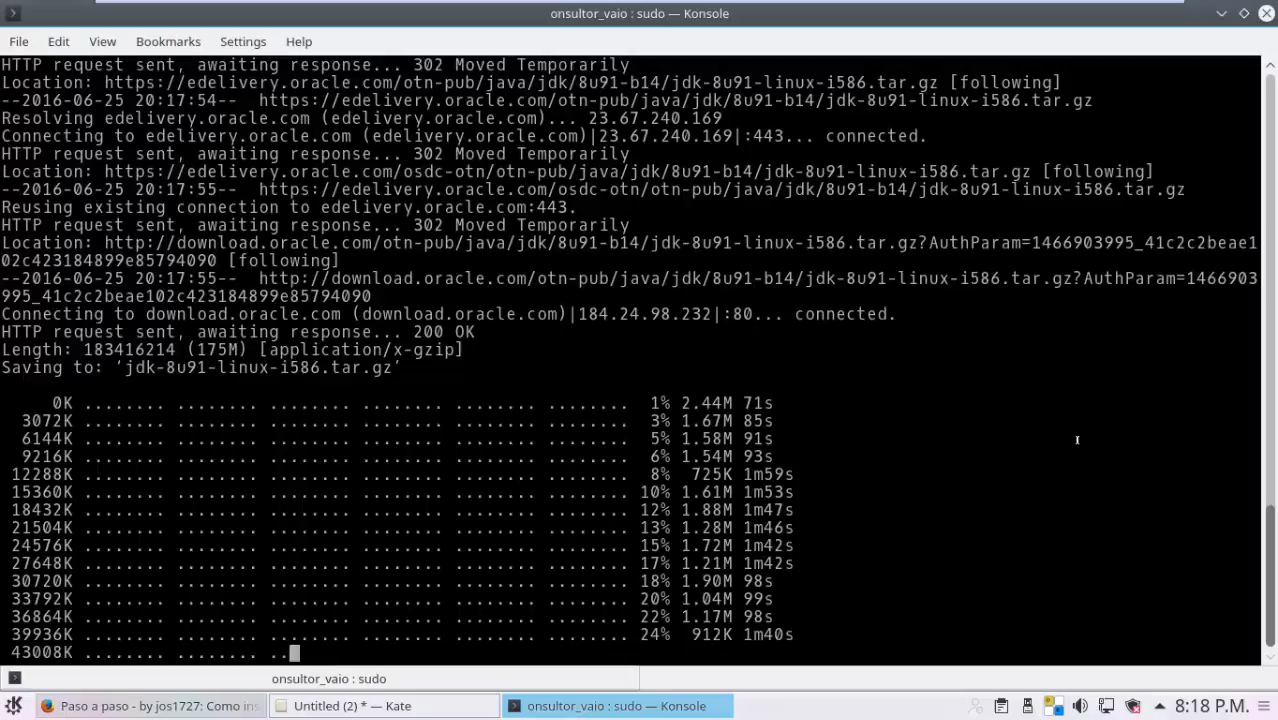 onsultor_vaio : sudo — Konsole
File Edit View Bookmarks Settings Help
HTTP request sent, awaiting response... 302 Moved Temporarily
Location: https://edelivery.oracle.com/otn-pub/java/jdk/8u91-b14/jdk-8u91-linux-i586.tar.gz [following]
--2016-06-25 20:17:54-- https://edelivery.oracle.com/otn-pub/java/jdk/8u91-b14/jdk-8u91-linux-i586.tar.gz
Resolving edelivery.oracle.com (edelivery.oracle.com)... 23.67.240.169
Connecting to edelivery.oracle.com (edelivery.oracle.com)|23.67.240.169|:443... connected.
HTTP request sent, awaiting response... 302 Moved Temporarily
Location: https://edelivery.oracle.com/osdc-otn/otn-pub/java/jdk/8u91-b14/jdk-8u91-linux-i586.tar.gz [following]
--2016-06-25 20:17:55-- https://edelivery.oracle.com/osdc-otn/otn-pub/java/jdk/8u91-b14/jdk-8u91-linux-i586.tar.gz
Reusing existing connection to edelivery.oracle.com:443.
HTTP request sent, awaiting response... 302 Moved Temporarily
Location: http://download.oracle.com/otn-pub/java/jdk/8u91-b14/jdk-8u91-linux-i586.tar.gz?AuthParam=1466903995_41c2c2beae1
02c423184899e85794090 [following]
--2016-06-25 20:17:55-- http://download.oracle.com/otn-pub/java/jdk/8u91-b14/jdk-8u91-linux-i586.tar.gz?AuthParam=1466903
995_41c2c2beae102c423184899e85794090
Connecting to download.oracle.com (download.oracle.com)|184.24.98.232|:80... connected.
HTTP request sent, awaiting response... 200 OK
Length: 183416214 (175M) [application/x-gzip]
Saving to: ‘jdk-8u91-linux-i586.tar.gz’
0K ........ ........ ........ ........ ........ ........ 1% 2.44M 71s
3072K ........ ........ ........ ........ ........ ........ 3% 1.67M 85s
6144K ........ ........ ........ ........ ........ ........ 5% 1.58M 91s
9216K ........ ........ ........ ........ ........ ........ 6% 1.54M 93s
12288K ........ ........ ........ ........ ........ ........ 8% 725K 1m59s
15360K ........ ........ ........ ........ ........ ........ 10% 1.61M 1m53s
18432K ........ ........ ........ ........ ........ ........ 12% 1.88M 1m47s
21504K ........ ........ ........ ........ ........ ........ 13% 1.28M 1m46s
24576K ........ ........ ........ ........ ........ ........ 15% 1.72M 1m42s
27648K ........ ........ ........ ........ ........ ........ 17% 1.21M 1m42s
30720K ........ ........ ........ ........ ........ ........ 18% 1.90M 98s
33792K ........ ........ ........ ........ ........ ........ 20% 1.04M 99s
36864K ........ ........ ........ ........ ........ ........ 22% 1.17M 98s
39936K ........ ........ ........ ........ ........ ........ 24% 912K 1m40s
43008K ........ ........ ..
onsultor_vaio : sudo
Paso a paso - by jos1727: Como ins
Untitled (2) * — Kate
onsultor_vaio : sudo — Konsole
8:18 P.M.